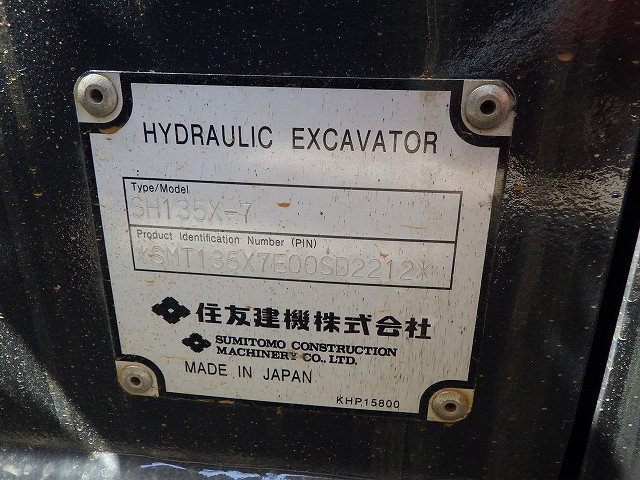 HYDRAULIC EXCAVATOR
Type/Model
SH135X-7
Product Identification Number (PIN)
*SMT135X7E00SD2212*
住友建機株式会社
SUMITOMO CONSTRUCTION
MACHINERY CO., LTD.
MADE IN JAPAN
KHP15800